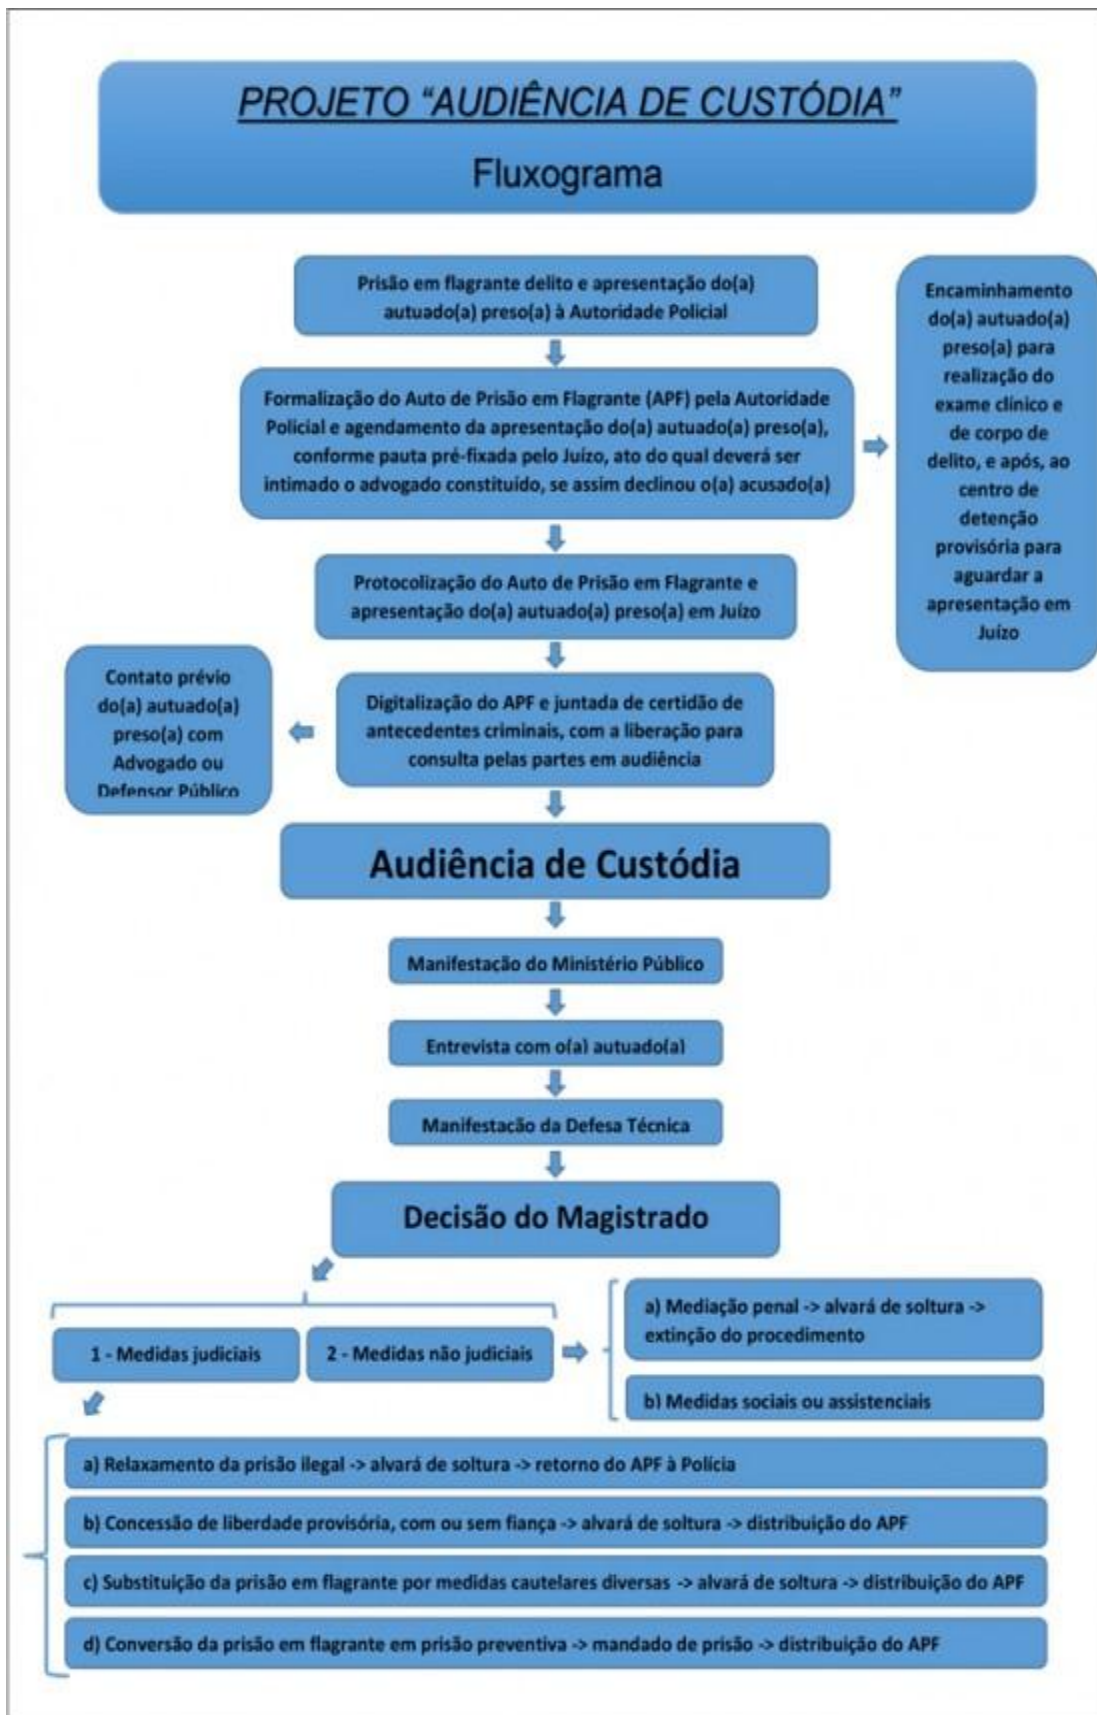 PROJETO “AUDIÊNCIA DE CUSTÓDIA”
Fluxograma
Prisão em flagrante delito e apresentação do(a)
autuado(a) preso(a) à Autoridade Policial
Encaminhamento
do(a) autuado(a)
preso(a) para
realização do
exame clínico e
de corpo de
delito, e após, ao
centro de
detenção
provisória para
aguardar a
apresentação em
Juízo
Formalização do Auto de Prisão em Flagrante (APF) pela Autoridade
Policial e agendamento da apresentação do(a) autuado(a) preso(a),
conforme pauta pré-fixada pelo Juízo, ato do qual deverá ser
intimado o advogado constituído, se assim declinou o(a) acusado(a)
Protocolização do Auto de Prisão em Flagrante e
apresentação do(a) autuado(a) preso(a) em Juízo
Contato prévio
do(a) autuado(a)
preso(a) com
Advogado ou
Defensor Público
Digitalização do APF e juntada de certidão de
antecedentes criminais, com a liberação para
consulta pelas partes em audiência
Audiência de Custódia
Manifestação do Ministério Público
Entrevista com o(a) autuado(a)
Manifestação da Defesa Técnica
Decisão do Magistrado
1 - Medidas judiciais
2 - Medidas não judiciais
a) Mediação penal -> alvará de soltura ->
extinção do procedimento
b) Medidas sociais ou assistenciais
a) Relaxamento da prisão ilegal -> alvará de soltura -> retorno do APF à Polícia
b) Concessão de liberdade provisória, com ou sem fiança -> alvará de soltura -> distribuição do APF
c) Substituição da prisão em flagrante por medidas cautelares diversas -> alvará de soltura -> distribuição do APF
d) Conversão da prisão em flagrante em prisão preventiva -> mandado de prisão -> distribuição do APF